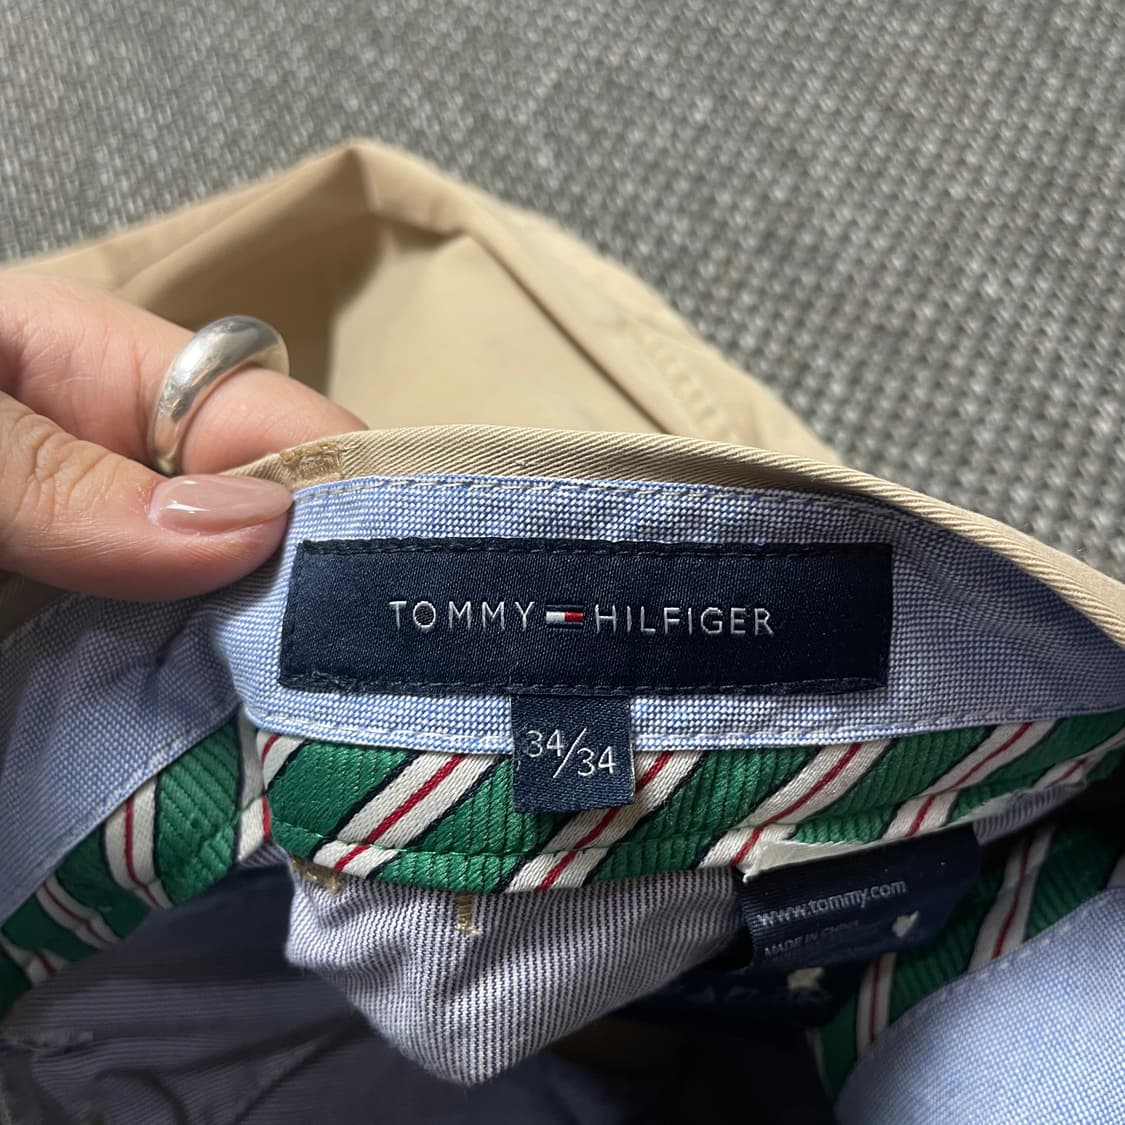 TOMMY HILFIGER
34/34
www.tommy.com
MADE IN CHINA